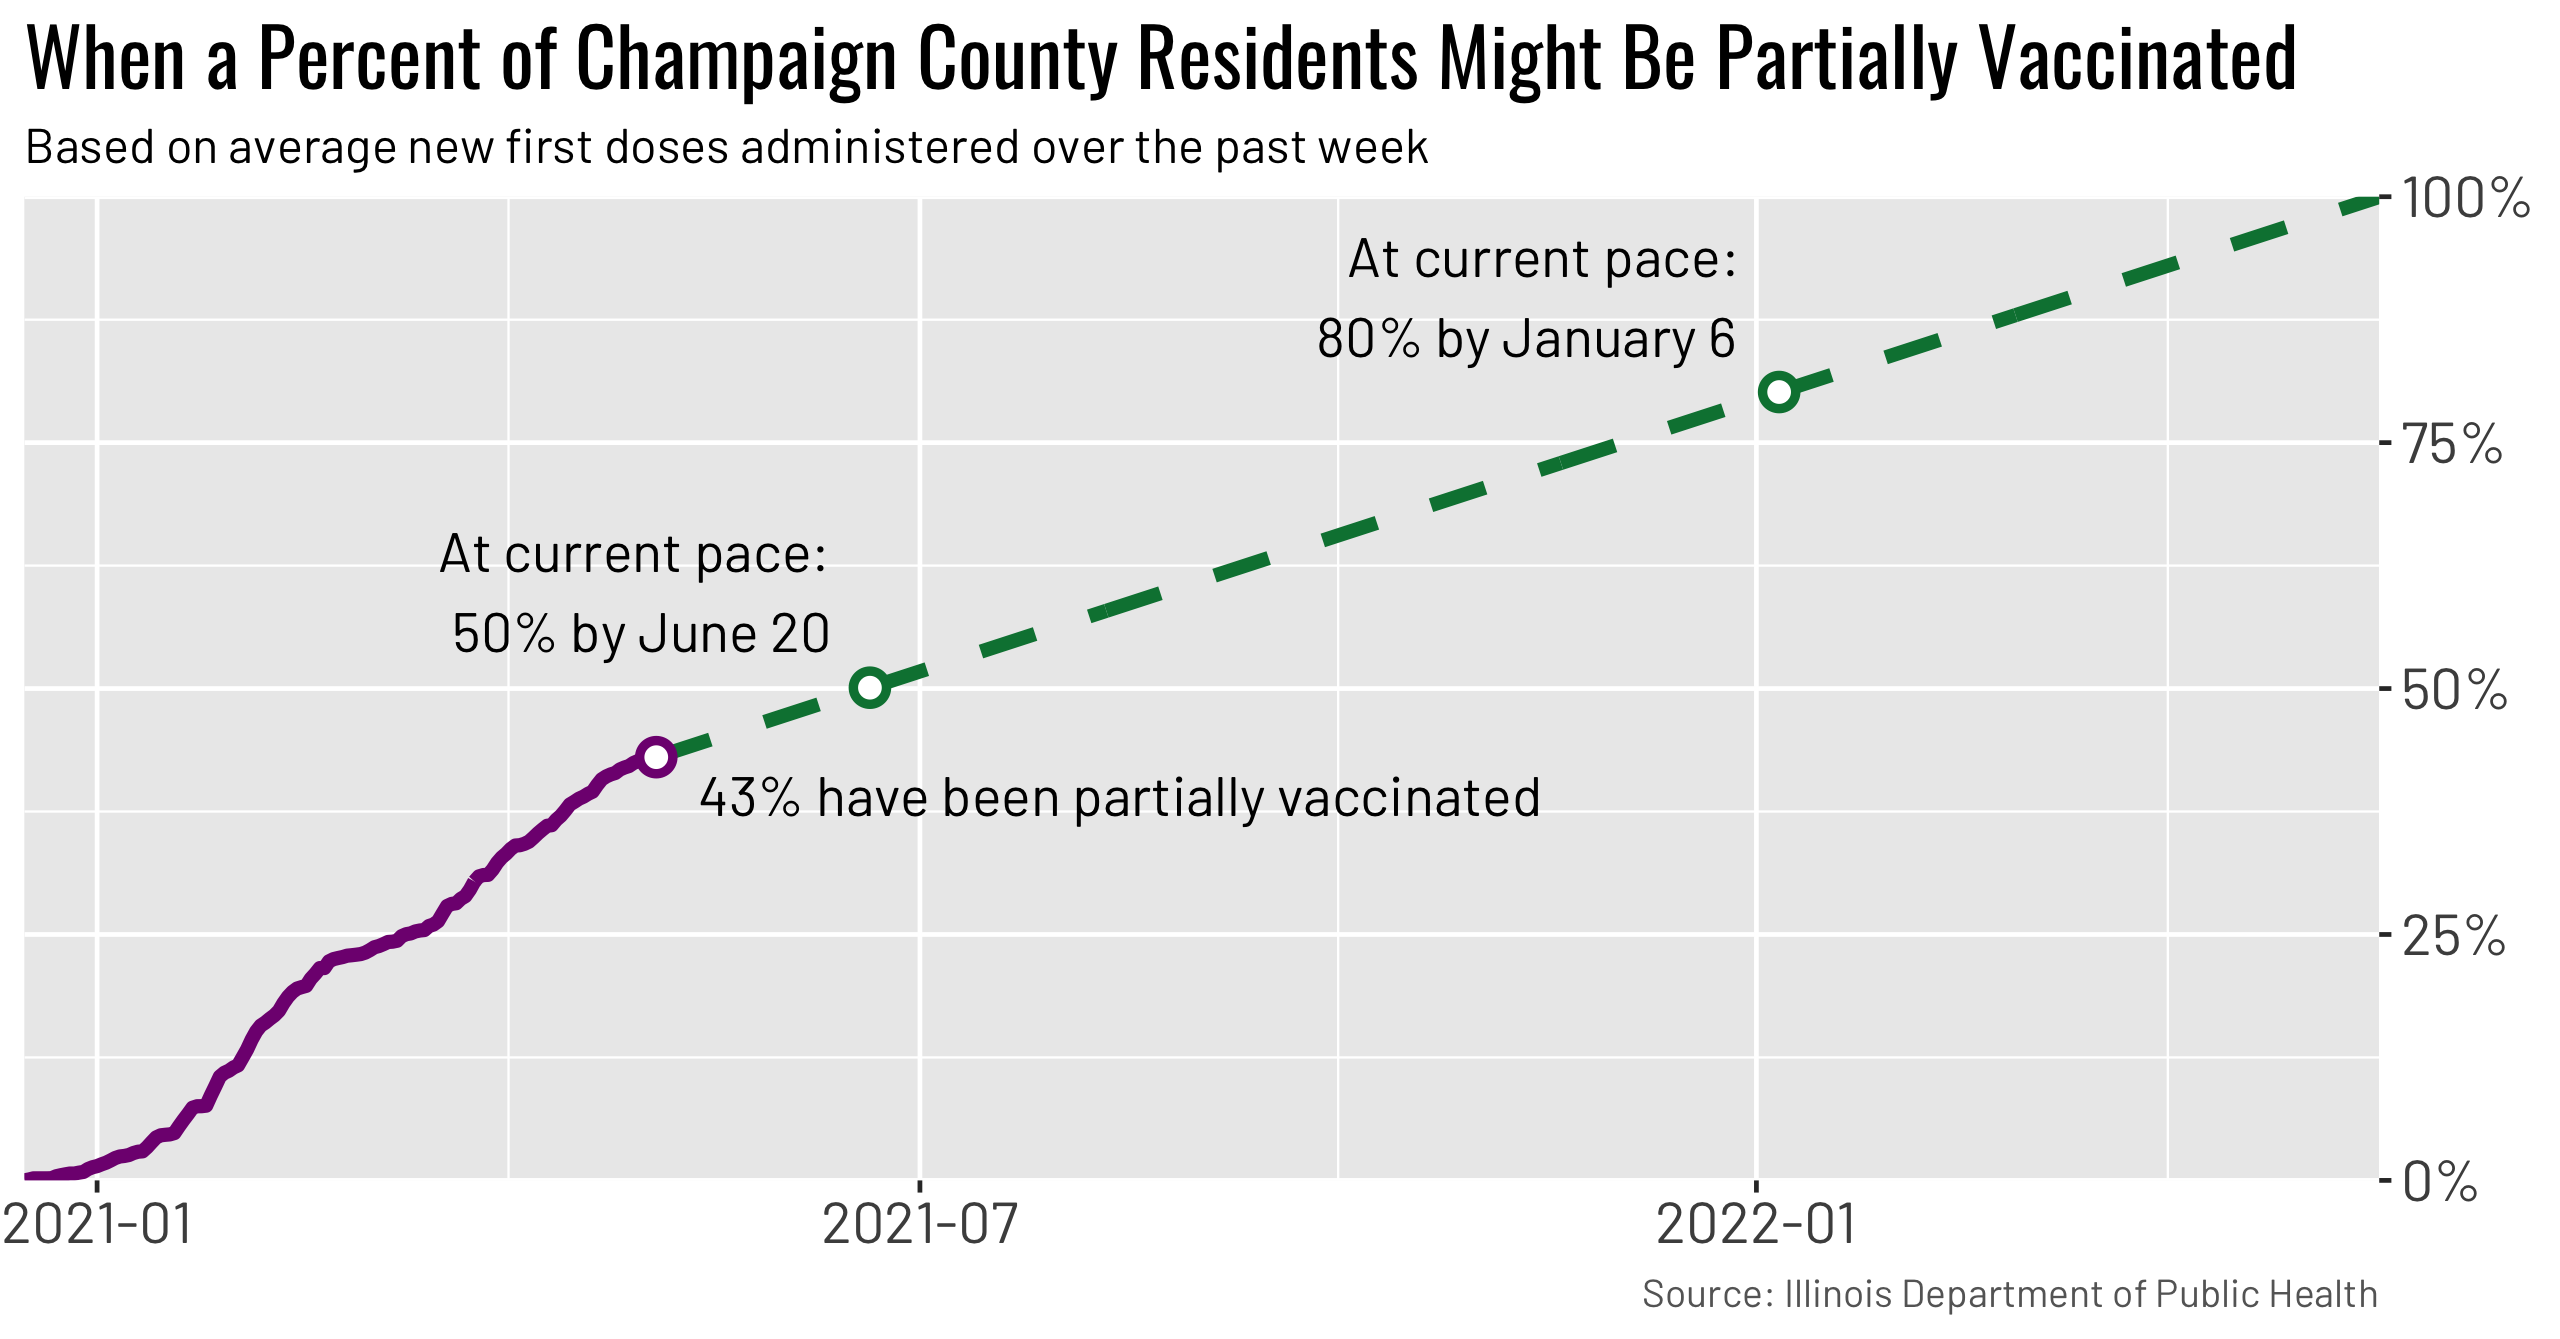 When a Percent of Champaign County Residents Might Be Partially Vaccinated
Based on average new first doses administered over the past week
100%
At current pace:
80% by January 6
75%
At current pace:
50% by June 20
50%
43% have been partially vaccinated
25%
0%
2021-01
2021-07
2022-01
Source: Illinois Department of Public Health